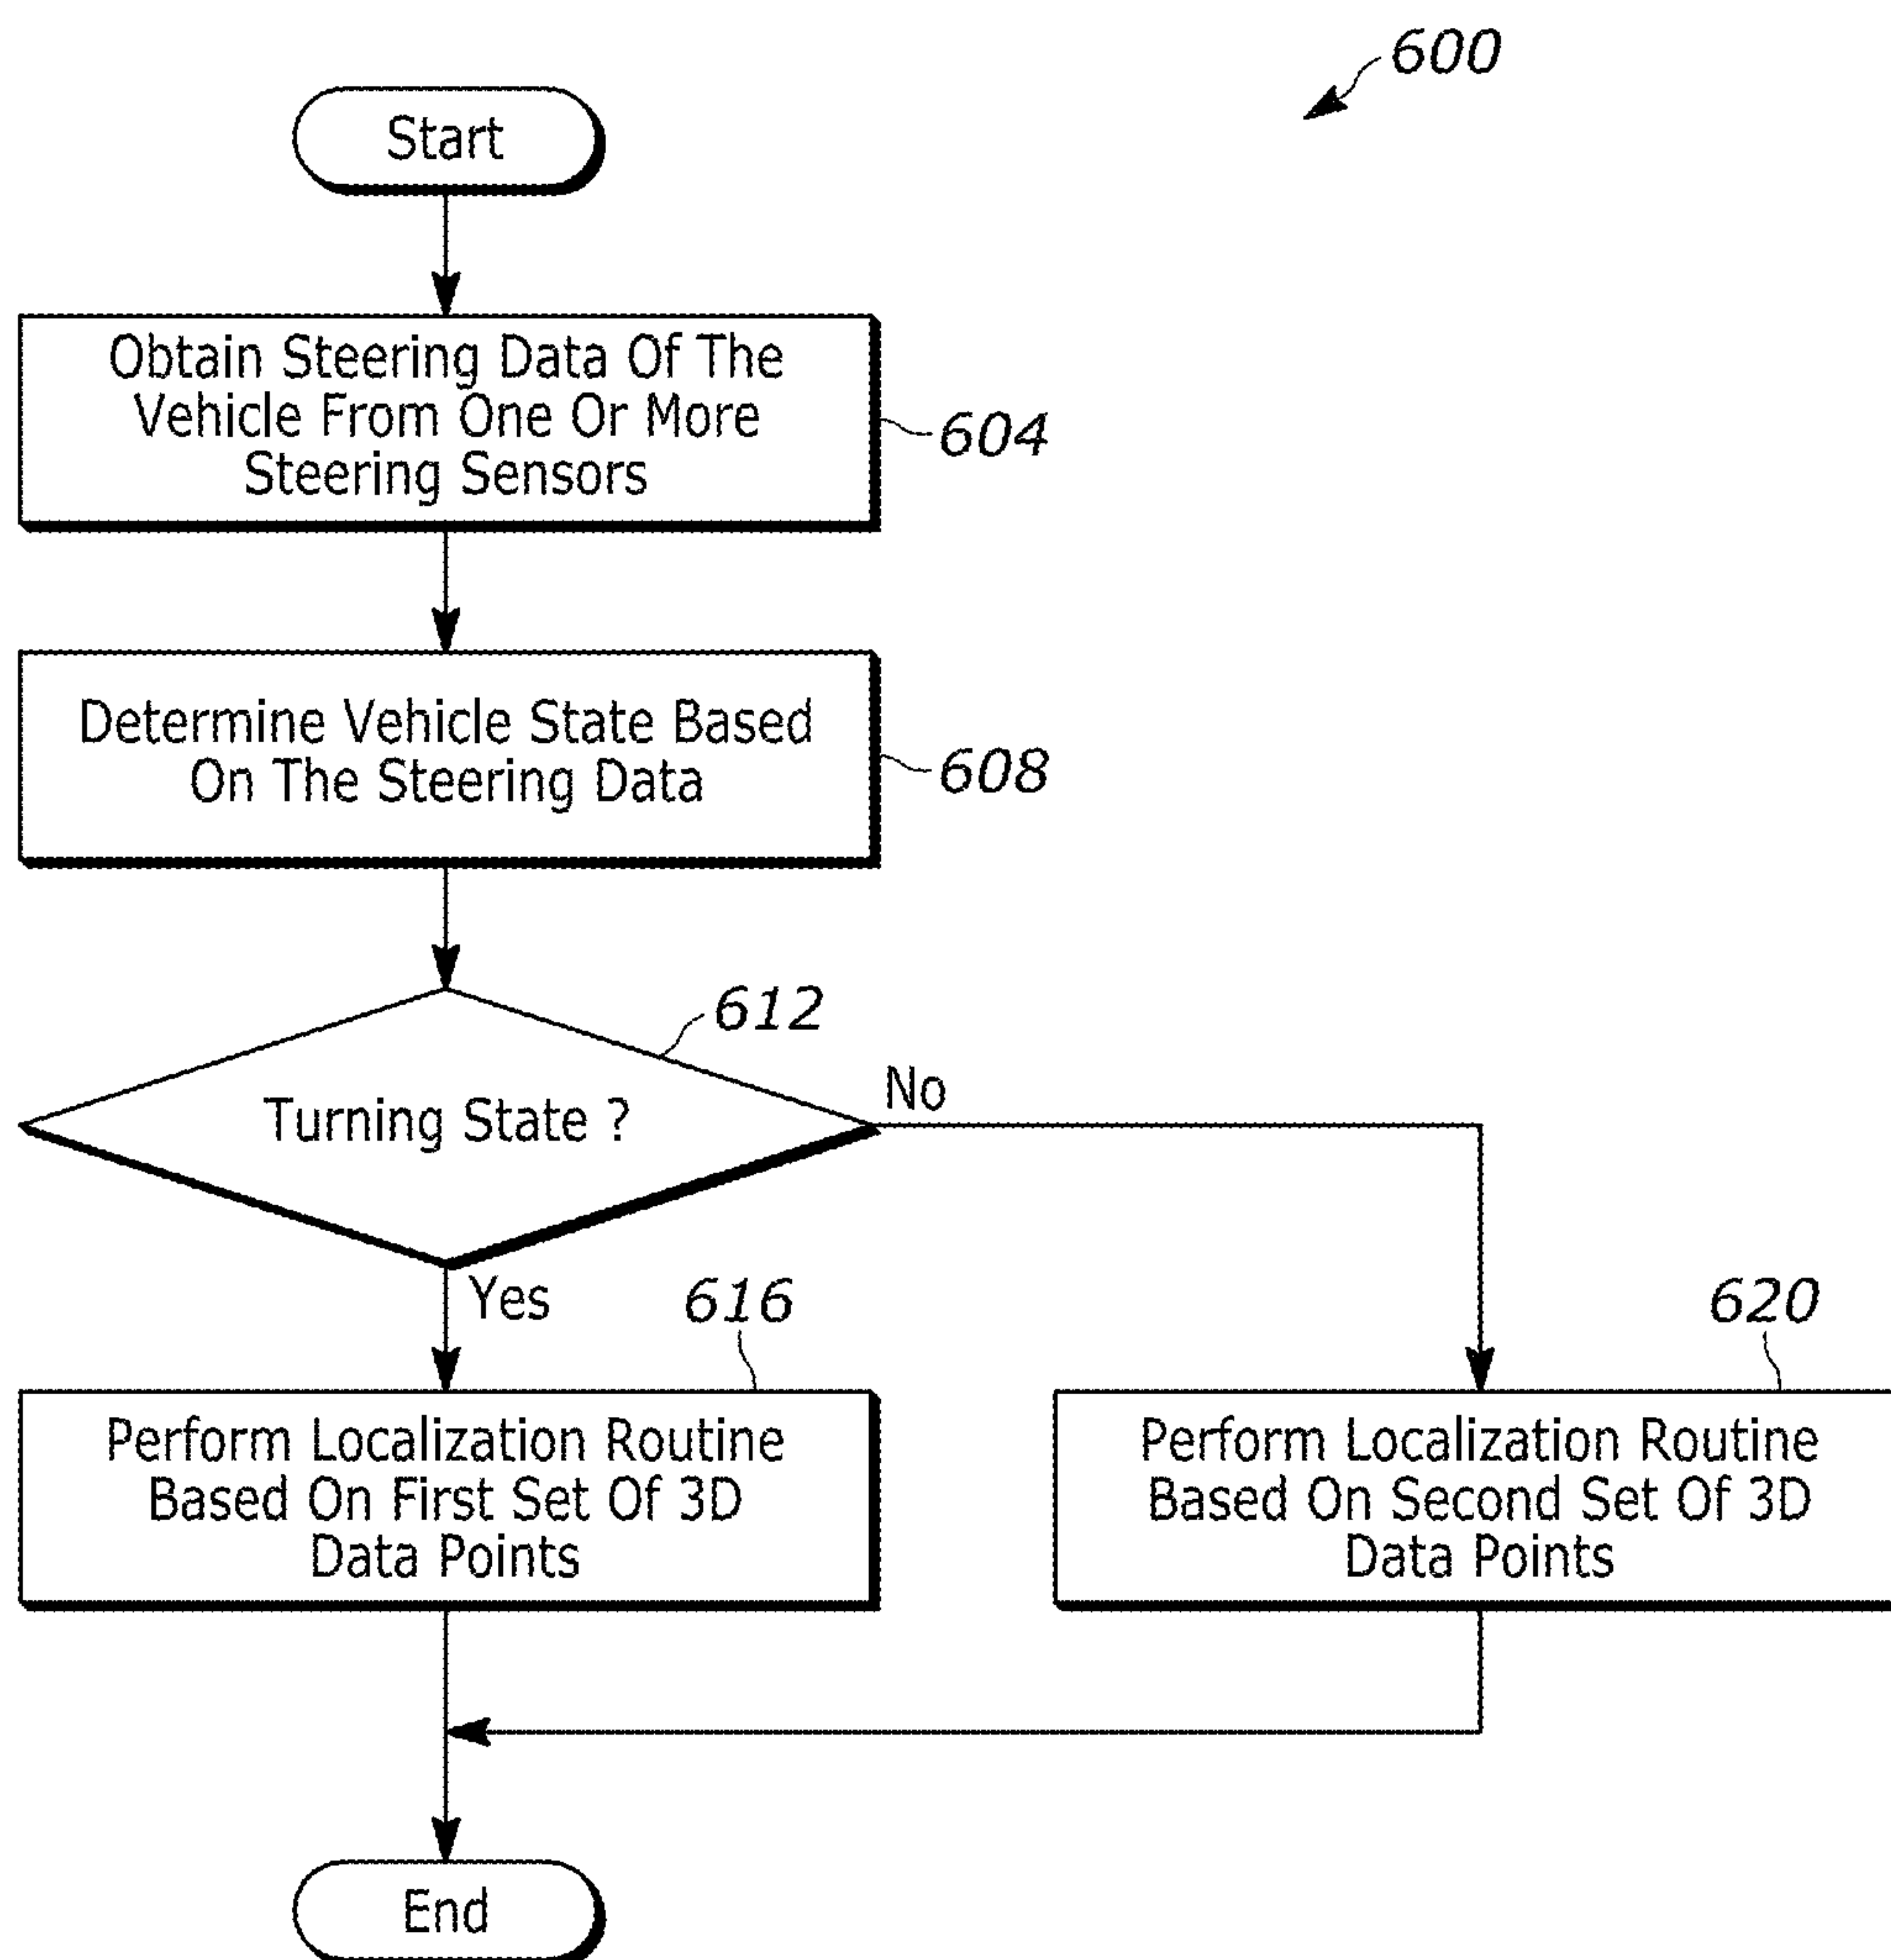 600
Start
Obtain Steering Data Of The
Vehicle From One Or More
Steering Sensors
604
Determine Vehicle State Based
On The Steering Data
608
612
Turning State ?
No
Yes
616
Perform Localization Routine
Based On First Set Of 3D
Data Points
620
Perform Localization Routine
Based On Second Set Of 3D
Data Points
End